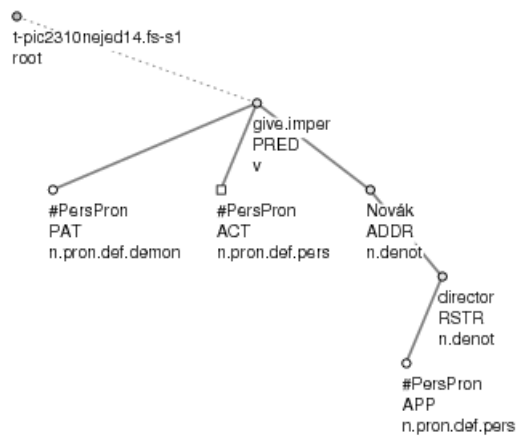 t-pic2310nejed14.fs-s1
root
give.imper
PRED
v
#PersPron
PAT
n.pron.def.demon
#PersPron
ACT
n.pron.def.pers
Novák
ADDR
n.denot
director
RSTR
n.denot
#PersPron
APP
n.pron.def.pers